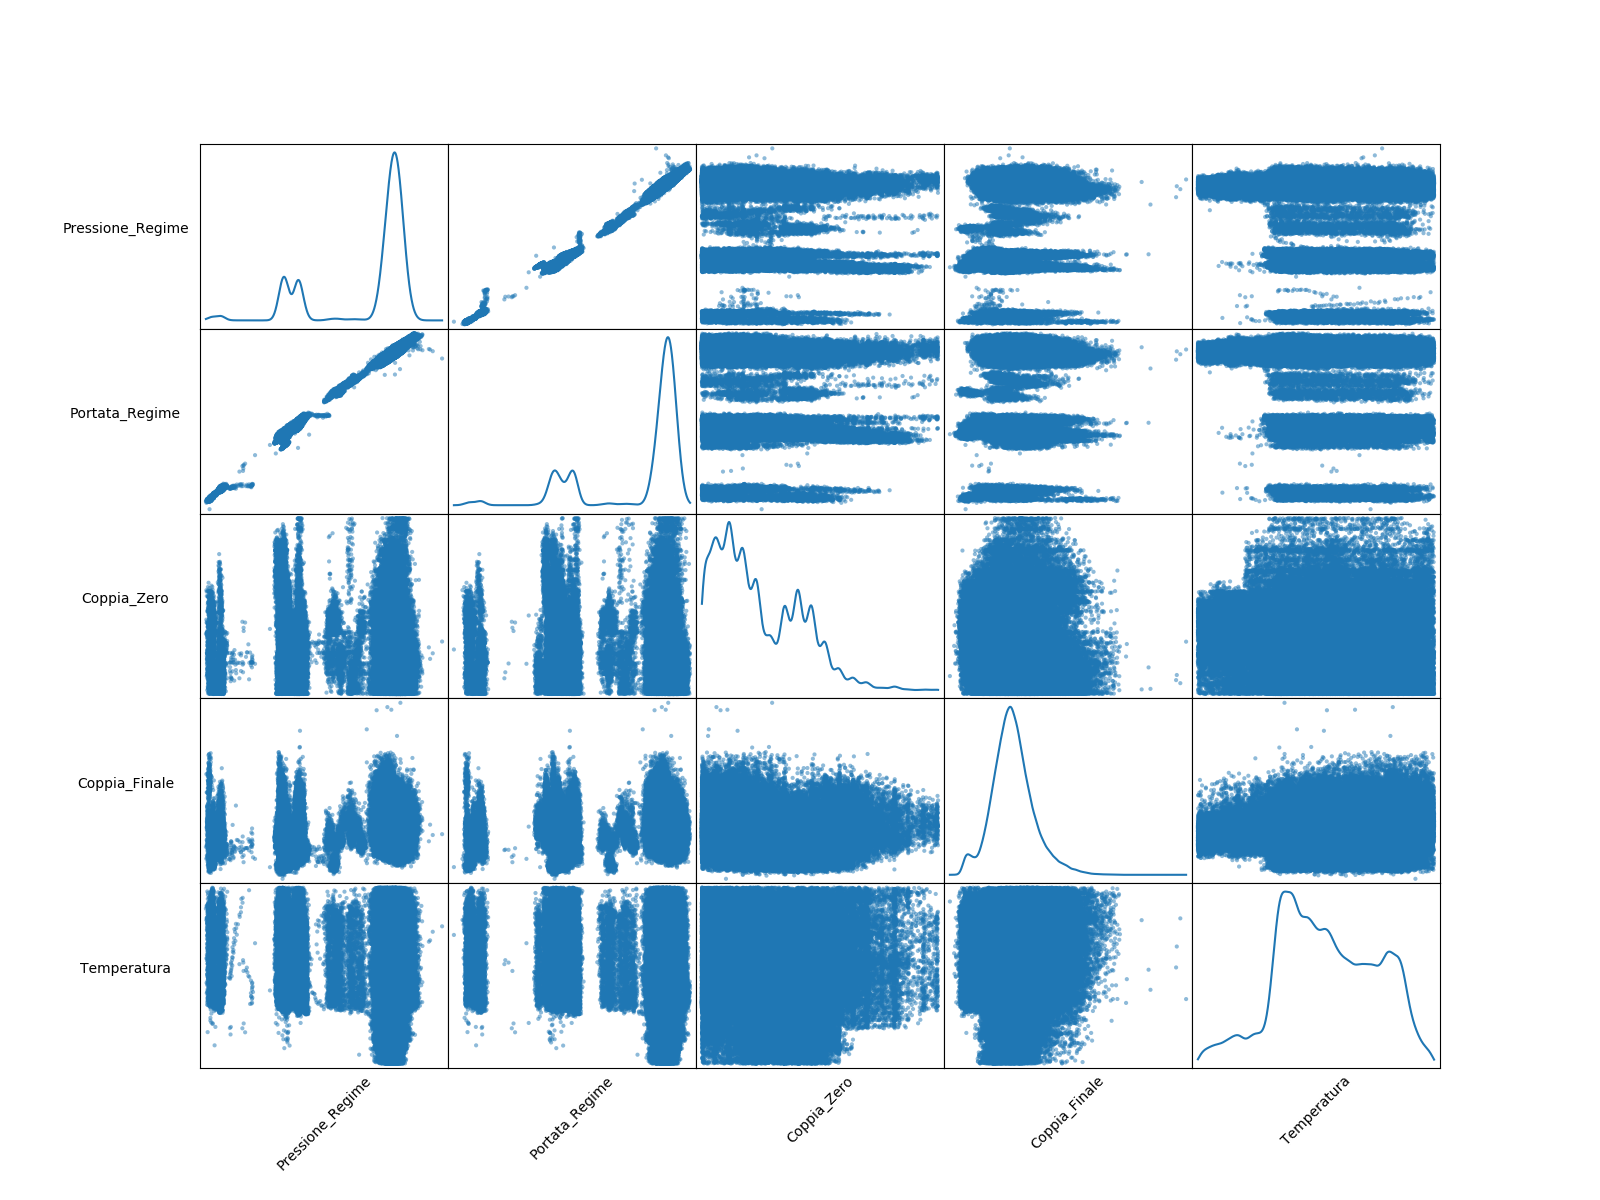 Pressione_Regime
Portata_Regime
Coppia_Zero
Coppia_Finale
Temperatura
Pressione_Regime
Portata_Regime
Coppia_Zero
Coppia_Finale
Temperatura